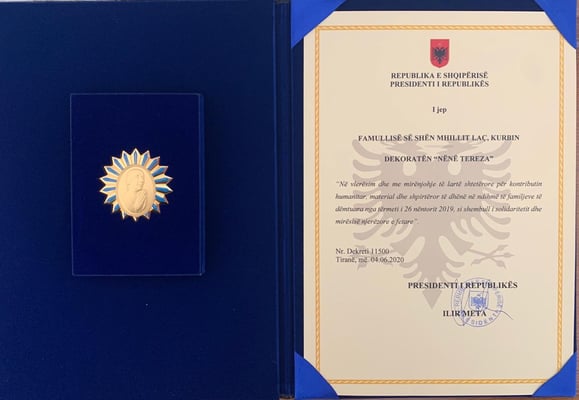 REPUBLIKA E SHQIPËRISË
PRESIDENTI I REPUBLIKËS
I jep
FAMULLISË SË SHËN MHILLIT LAÇ, KURBIN
DEKORATËN “NËNË TEREZA”
“Në vlerësim dhe me mirënjohje të lartë shtetërore për kontributin
humanitar, material dhe shpirtëror të dhënë në ndihmë të familjeve të
dëmtuara nga tërmeti i 26 nëntorit 2019, si shembull i solidaritetit dhe
mirësisë njerëzore e fetare”.
Nr. Dekreti 11500
Tiranë, më. 04.06.2020
PRESIDENTI I REPUBLIKËS
ILIR META